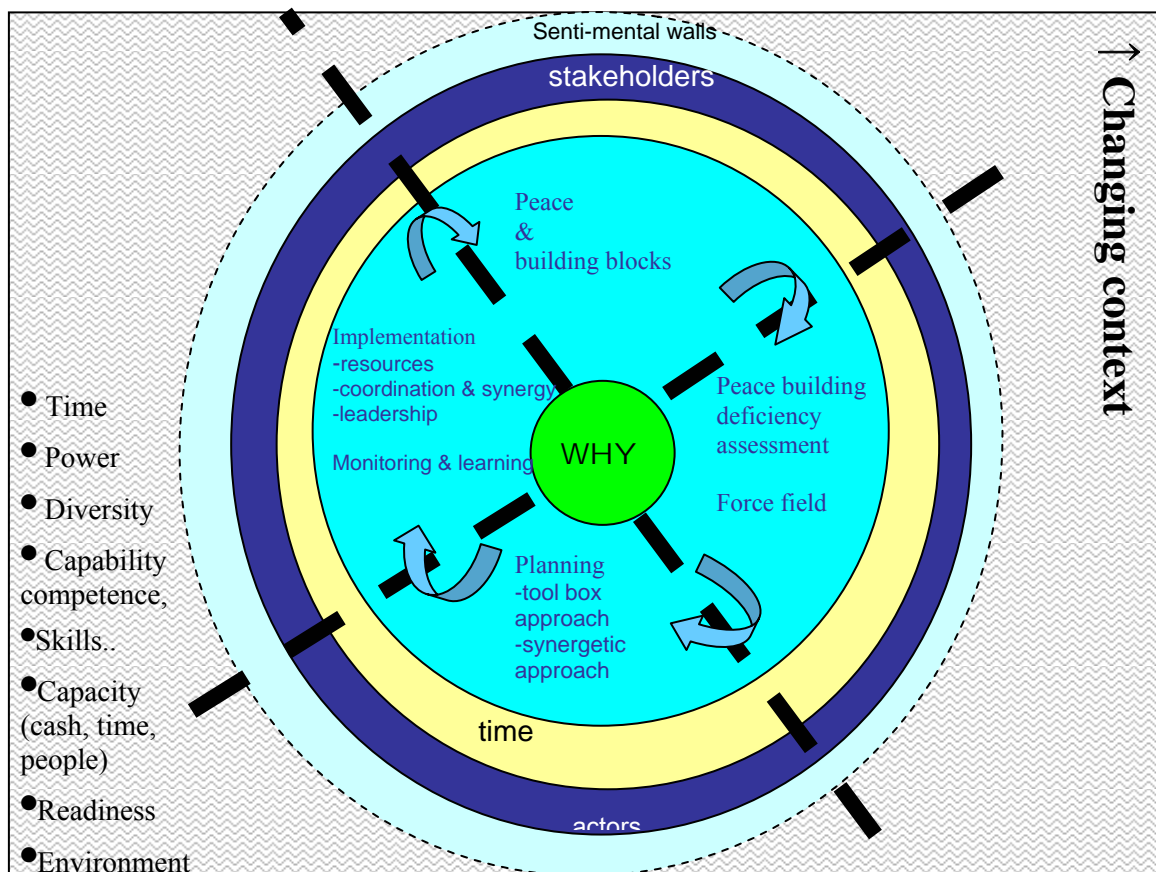 Senti-mental walls
stakeholders
↑ Changing context
Peace
&
building blocks
Implementation
-resources
-coordination & synergy
-leadership
Monitoring & learning
WHY
Peace building
deficiency
assessment
Force field
Planning
-tool box
approach
-synergetic
approach
time
actors
● Time
● Power
● Diversity
● Capability
competence,
●Skills..
●Capacity
(cash, time,
people)
●Readiness
●Environment